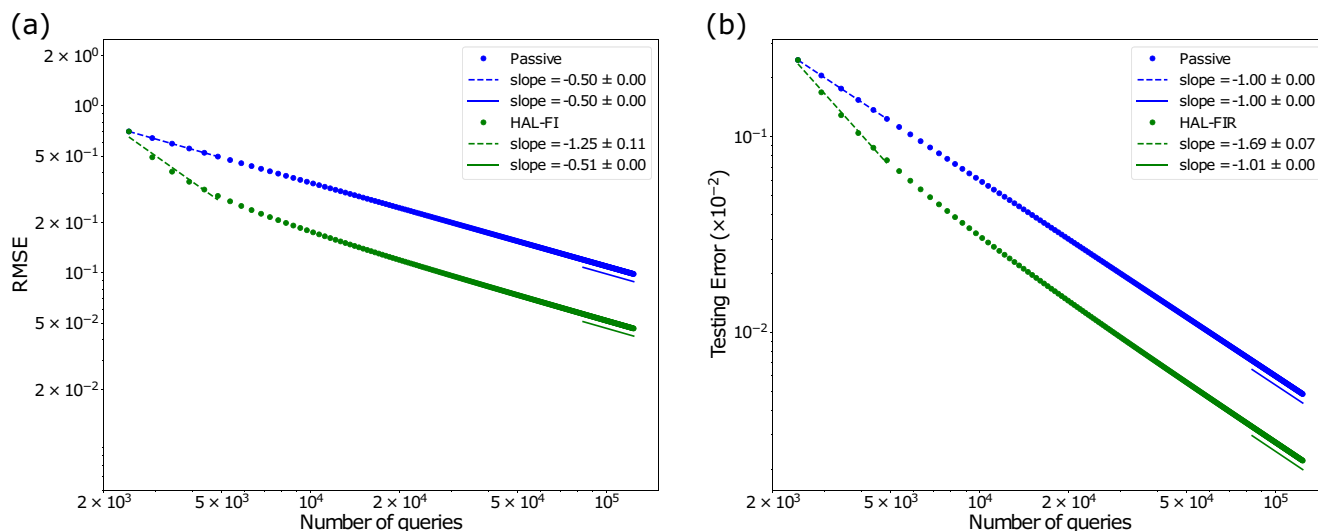 (a)
2 × 10⁰
10⁰
5 × 10⁻¹
2 × 10⁻¹
10⁻¹
5 × 10⁻²
2 × 10⁻²
RMSE
Passive
slope = -0.50 ± 0.00
slope = -0.50 ± 0.00
HAL-FI
slope = -1.25 ± 0.11
slope = -0.51 ± 0.00
2 × 10³
5 × 10³
10⁴
2 × 10⁴
5 × 10⁴
10⁵
Number of queries
(b)
10⁻¹
10⁻²
Testing Error (×10⁻²)
Passive
slope = -1.00 ± 0.00
slope = -1.00 ± 0.00
HAL-FIR
slope = -1.69 ± 0.07
slope = -1.01 ± 0.00
2 × 10³
5 × 10³
10⁴
2 × 10⁴
5 × 10⁴
10⁵
Number of queries